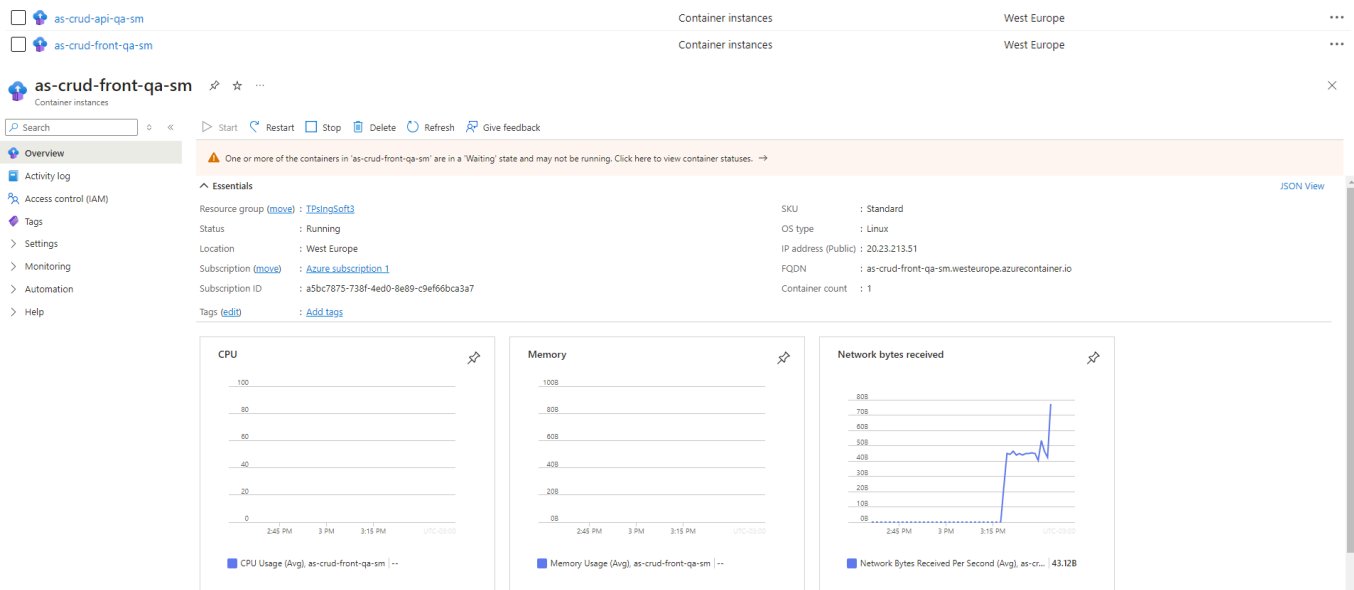 as-crud-api-qa-sm Container instances West Europe ...
as-crud-front-qa-sm Container instances West Europe ...
as-crud-front-qa-sm ...
Container instances
Search
Start Restart Stop Delete Refresh Give feedback
Overview
Activity log
Access control (IAM)
Tags
Settings
Monitoring
Automation
Help
One or more of the containers in 'as-crud-front-qa-sm' are in a 'Waiting' state and may not be running. Click here to view container statuses. →
Essentials JSON View
Resource group (move) : TPsIngSoft3
Status : Running
Location : West Europe
Subscription (move) : Azure subscription 1
Subscription ID : a5bc7875-738f-4ed0-8e89-c9ef66bca3a7
Tags (edit) : Add tags
SKU : Standard
OS type : Linux
IP address (Public) : 20.23.213.51
FQDN : as-crud-front-qa-sm.westeurope.azurecontainer.io
Container count : 1
CPU
100
80
60
40
20
0
2:45 PM 3 PM 3:15 PM UTC-03:00
CPU Usage (Avg), as-crud-front-qa-sm --
Memory
100B
80B
60B
40B
20B
0B
2:45 PM 3 PM 3:15 PM UTC-03:00
Memory Usage (Avg), as-crud-front-qa-sm --
Network bytes received
80B
70B
60B
50B
40B
30B
20B
10B
0B
2:45 PM 3 PM 3:15 PM UTC-03:00
Network Bytes Received Per Second (Avg), as-cr... 43.12B